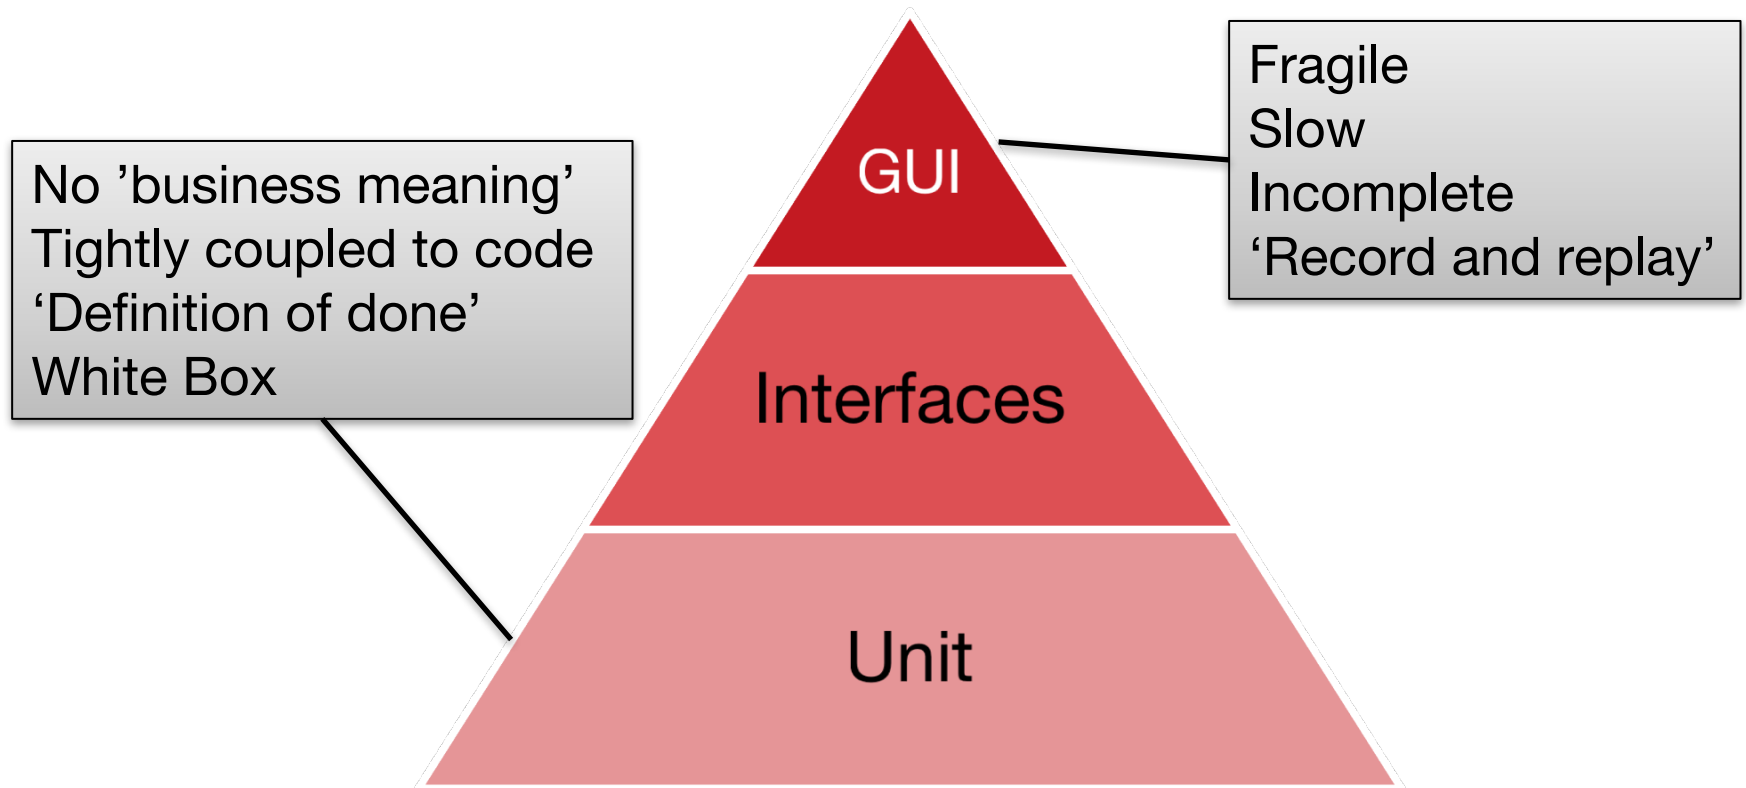 No ’business meaning’
Tightly coupled to code
‘Definition of done’
White Box
GUI
Interfaces
Unit
Fragile
Slow
Incomplete
‘Record and replay’